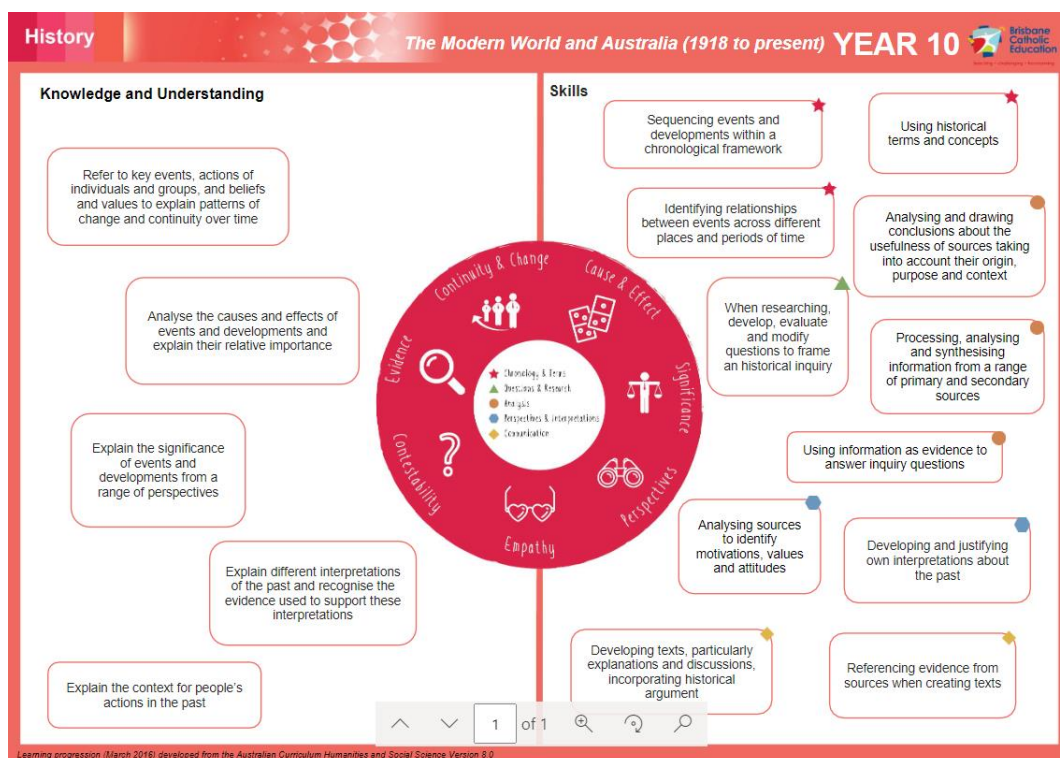 History
The Modern World and Australia (1918 to present) YEAR 10
Brisbane
Catholic
Education
Knowledge and Understanding
Refer to key events, actions of
individuals and groups, and beliefs
and values to explain patterns of
change and continuity over time
Analyse the causes and effects of
events and developments and
explain their relative importance
Explain the significance
of events and
developments from a
range of perspectives
Explain different interpretations
of the past and recognise the
evidence used to support these
interpretations
Explain the context for people's
actions in the past
Continuity & Change
Cause & Effect
Significance
Perspectives
Empathy
Contestability
Evidence
Chronology & Terms
Questions & Research
Analysis
Perspectives & Interpretations
Communication
Skills
Sequencing events and
developments within a
chronological framework
Using historical
terms and concepts
Identifying relationships
between events across different
places and periods of time
Analysing and drawing
conclusions about the
usefulness of sources taking
into account their origin,
purpose and context
When researching,
develop, evaluate
and modify
questions to frame
an historical inquiry
Processing, analysing
and synthesising
information from a range
of primary and secondary
sources
Using information as evidence to
answer inquiry questions
Analysing sources
to identify
motivations, values
and attitudes
Developing and justifying
own interpretations about
the past
Developing texts, particularly
explanations and discussions,
incorporating historical
argument
Referencing evidence from
sources when creating texts
1 of 1
Learning progression (March 2016) developed from the Australian Curriculum Humanities and Social Science Version 8.0